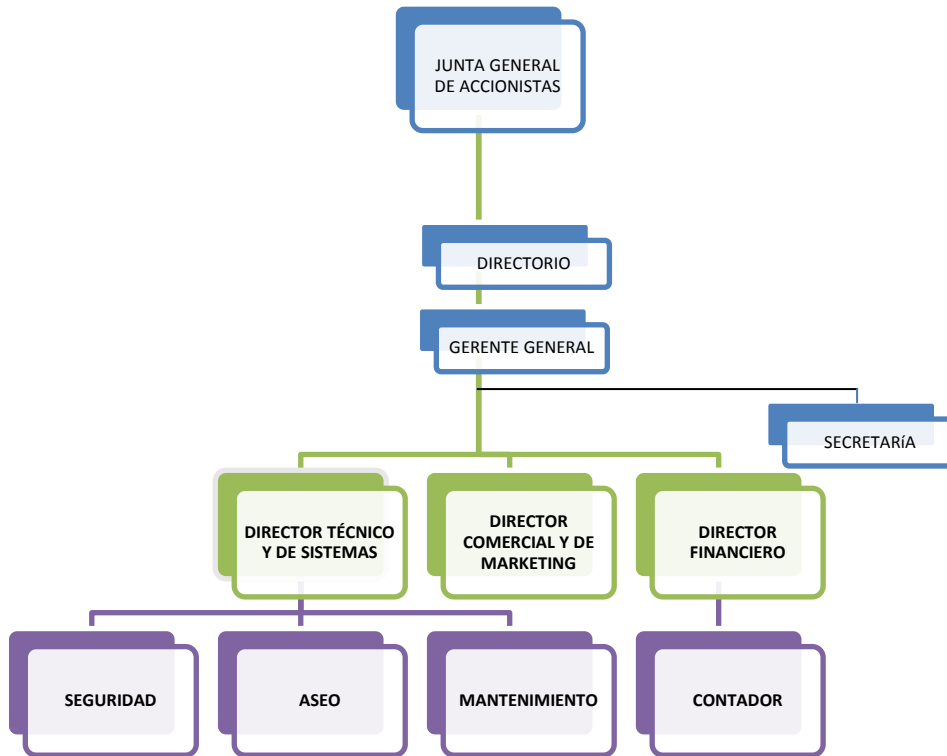 JUNTA GENERAL
DE ACCIONISTAS
DIRECTORIO
GERENTE GENERAL
SECRETARíA
DIRECTOR TÉCNICO
Y DE SISTEMAS
DIRECTOR
COMERCIAL Y DE
MARKETING
DIRECTOR
FINANCIERO
SEGURIDAD
ASEO
MANTENIMIENTO
CONTADOR